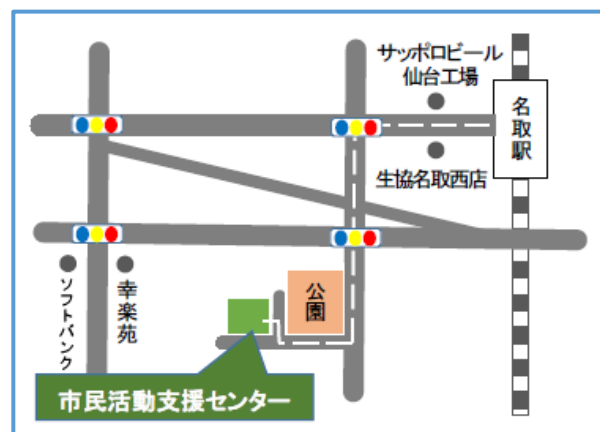 サッポロビール
仙台工場
名取駅
生協名取西店
ソフトバンク
幸楽苑
公園
市民活動支援センター